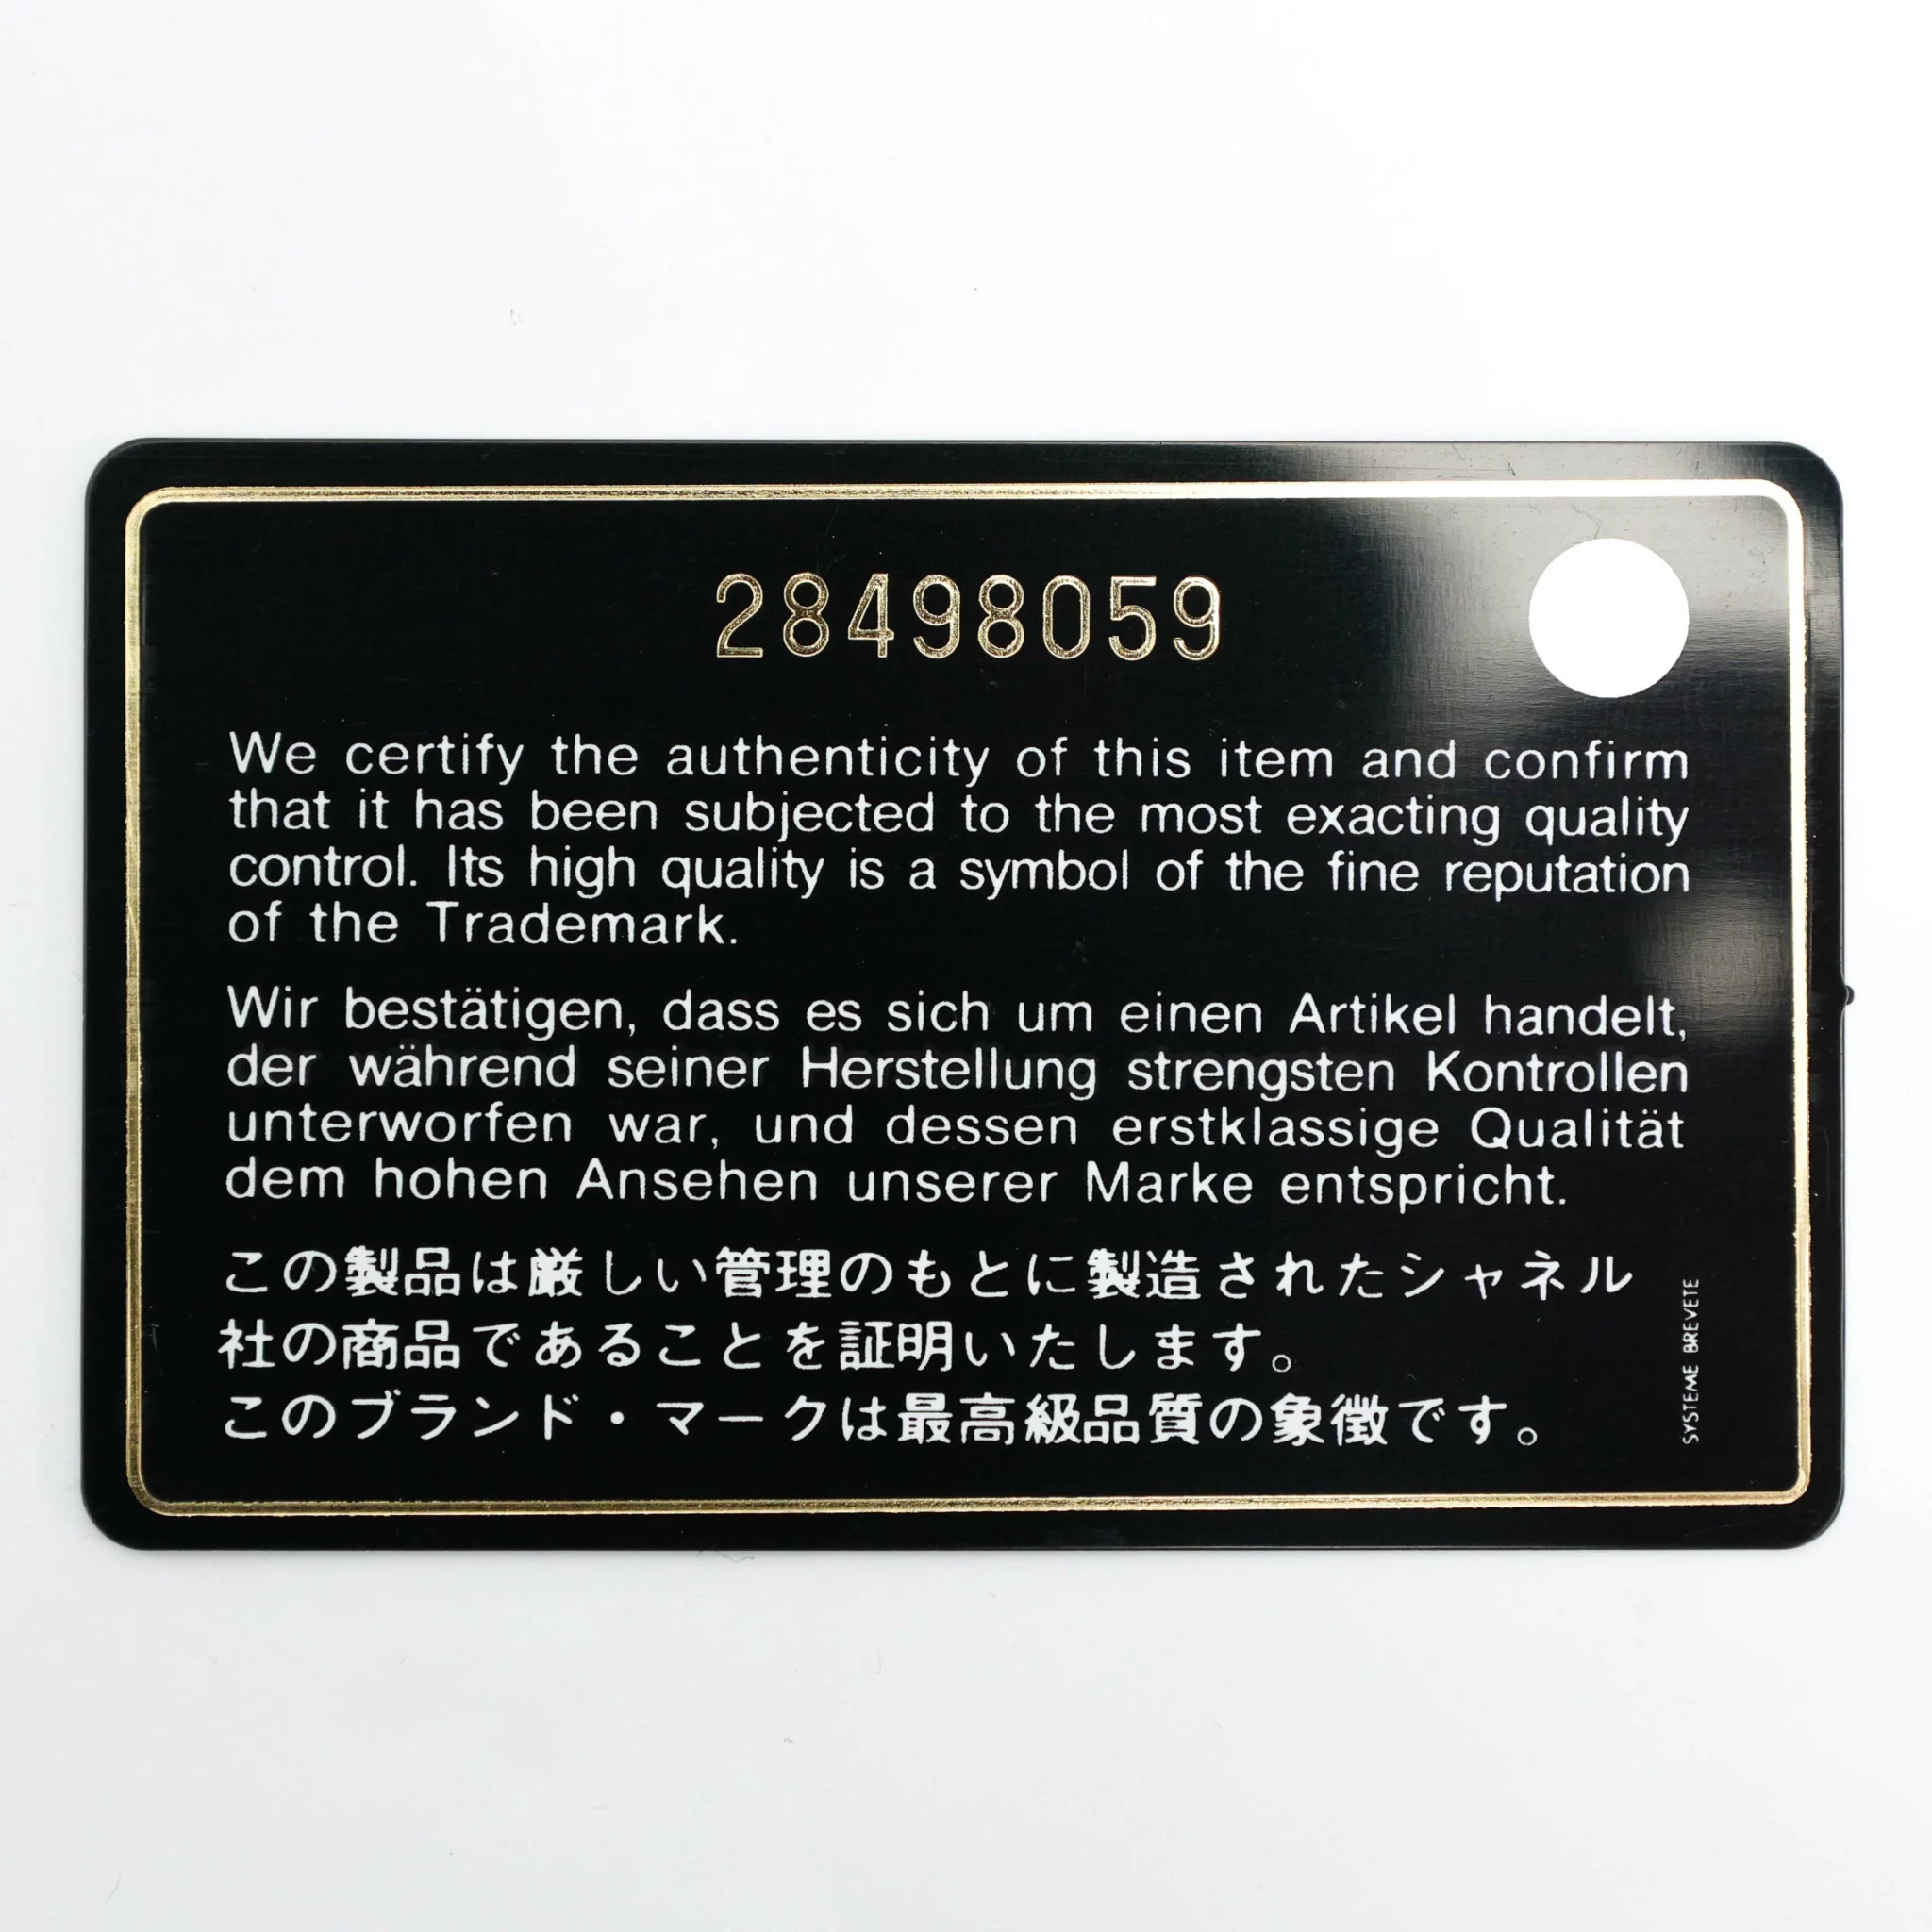 28498059
We certify the authenticity of this item and confirm
that it has been subjected to the most exacting quality
control. Its high quality is a symbol of the fine reputation
of the Trademark.
Wir bestätigen, dass es sich um einen Artikel handelt,
der während seiner Herstellung strengsten Kontrollen
unterworfen war, und dessen erstklassige Qualität
dem hohen Ansehen unserer Marke entspricht.
この製品は厳しい管理のもとに製造されたシャネル
社の商品であることを証明いたします。
このブランド・マークは最高級品質の象徴です。
SYSTEME BREVETE